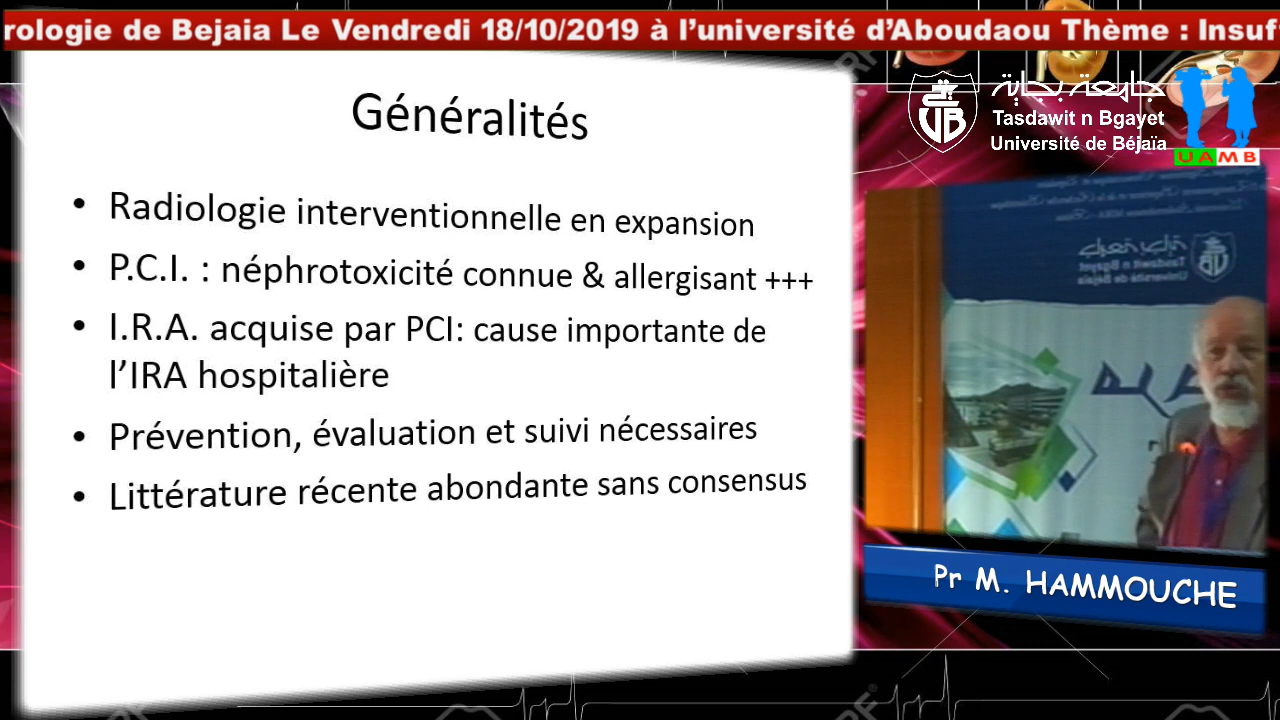 rologie de Bejaia Le Vendredi 18/10/2019 à l’université d’Aboudaou Thème : Insuf
جامعة بجاية
Tasdawit n Bgayet
Université de Béjaïa
UAMB
Généralités
• Radiologie interventionnelle en expansion
• P.C.I. : néphrotoxicité connue & allergisant +++
• I.R.A. acquise par PCI: cause importante de
l’IRA hospitalière
• Prévention, évaluation et suivi nécessaires
• Littérature récente abondante sans consensus
Pr M. HAMMOUCHE